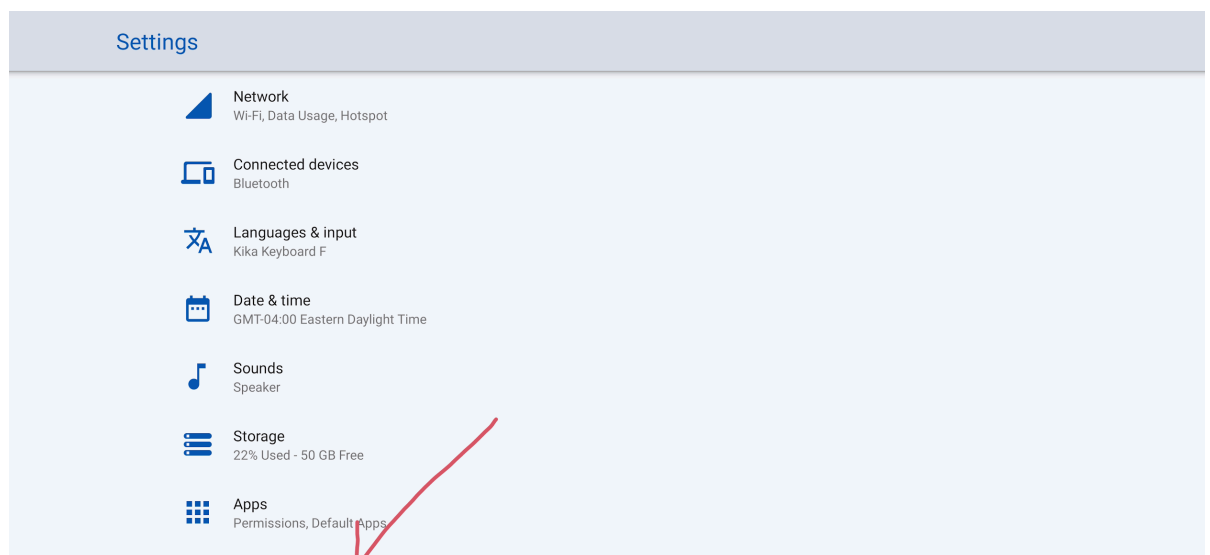 Settings
Network
Wi-Fi, Data Usage, Hotspot
Connected devices
Bluetooth
Languages & input
Kika Keyboard F
Date & time
GMT-04:00 Eastern Daylight Time
Sounds
Speaker
Storage
22% Used - 50 GB Free
Apps
Permissions, Default Apps